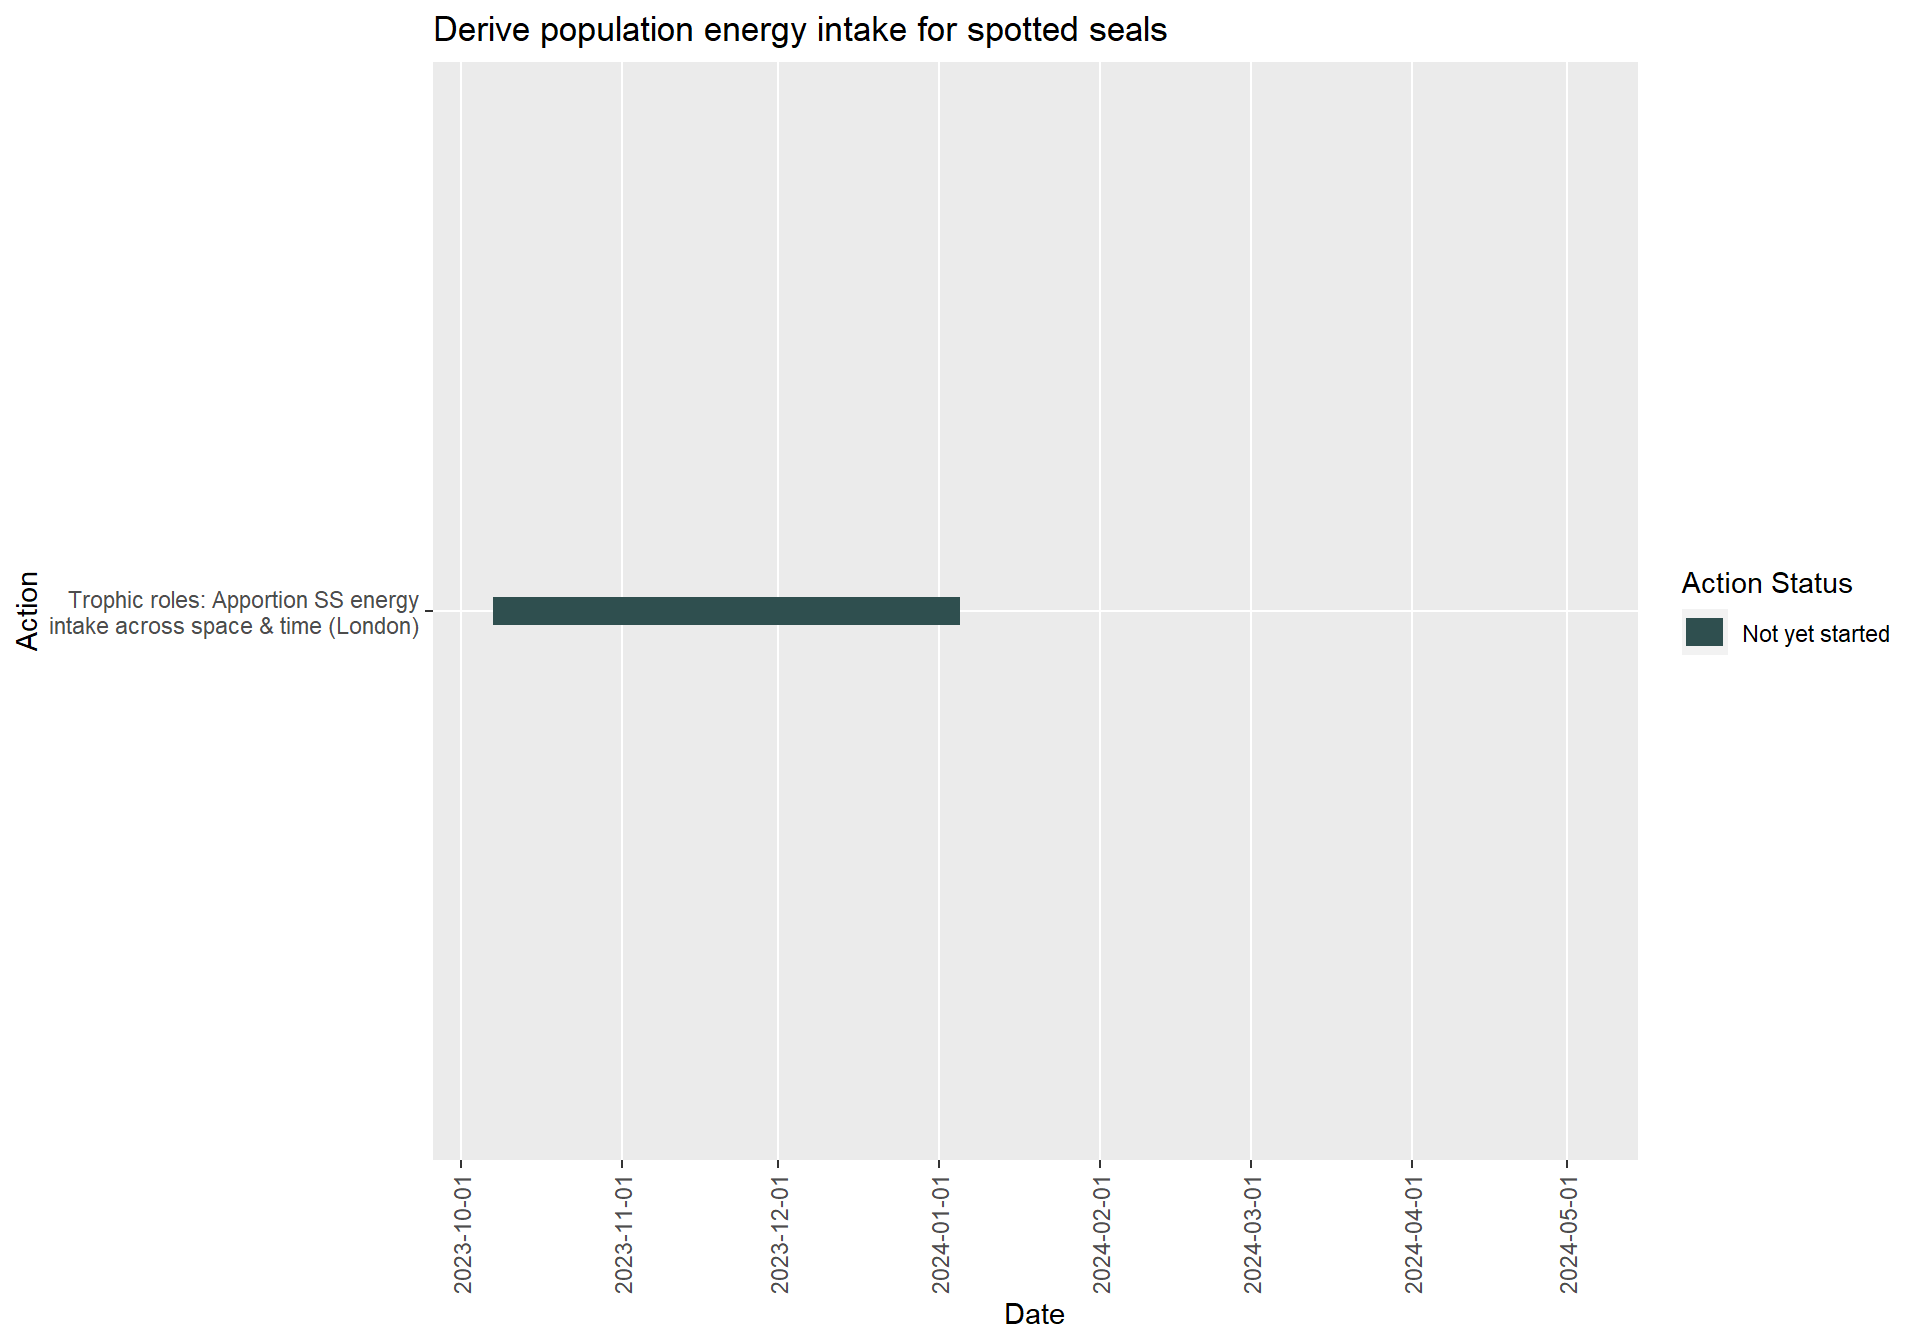 Derive population energy intake for spotted seals
Action
Trophic roles: Apportion SS energy
intake across space & time (London)
Action Status
Not yet started
2023-10-01
2023-11-01
2023-12-01
2024-01-01
2024-02-01
2024-03-01
2024-04-01
2024-05-01
Date